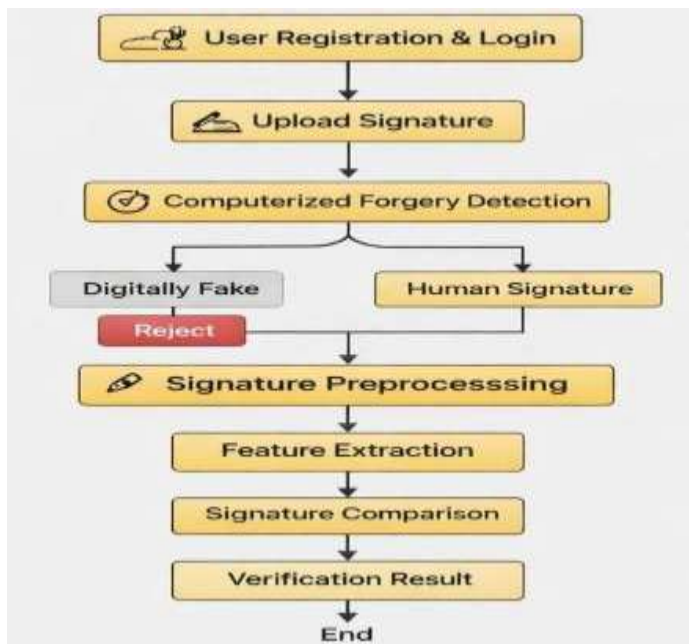 User Registration & Login
Upload Signature
Computerized Forgery Detection
Digitally Fake
Human Signature
Reject
Signature Preprocesssing
Feature Extraction
Signature Comparison
Verification Result
End